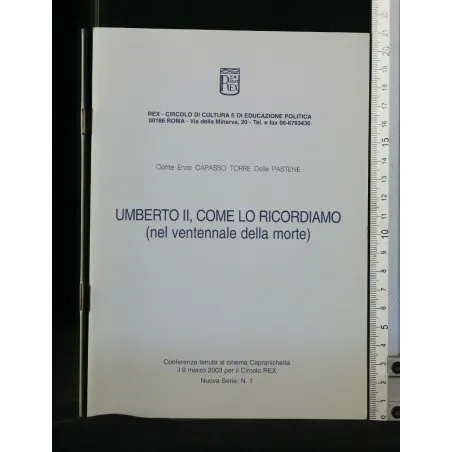 REX
REX - CIRCOLO DI CULTURA E DI EDUCAZIONE POLITICA
00186 ROMA - Via della Minerva, 20 - Tel. e fax 06-6793430
Conte Enzo CAPASSO TORRE Delle PASTENE
UMBERTO II, COME LO RICORDIAMO
(nel ventennale della morte)
Conferenza tenuta al cinema Capranichetta
il 9 marzo 2003 per il Circolo REX
Nuova Serie: N. 1